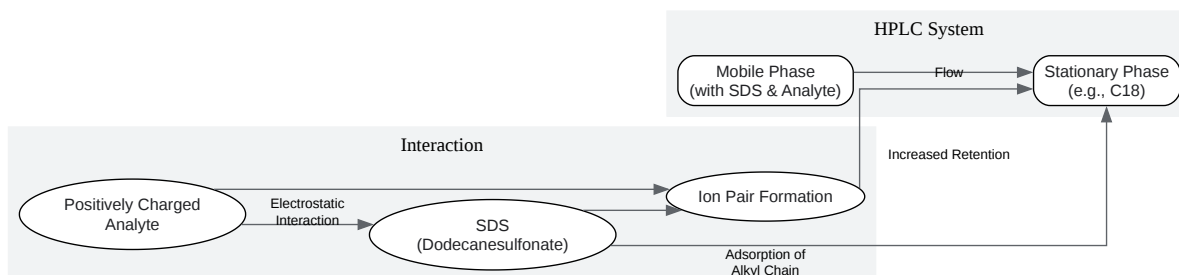 HPLC System
Mobile Phase
(with SDS & Analyte)
Flow
Stationary Phase
(e.g., C18)
Interaction
Increased Retention
Positively Charged
Analyte
Electrostatic
Interaction
SDS
(Dodecanesulfonate)
Ion Pair Formation
Adsorption of
Alkyl Chain